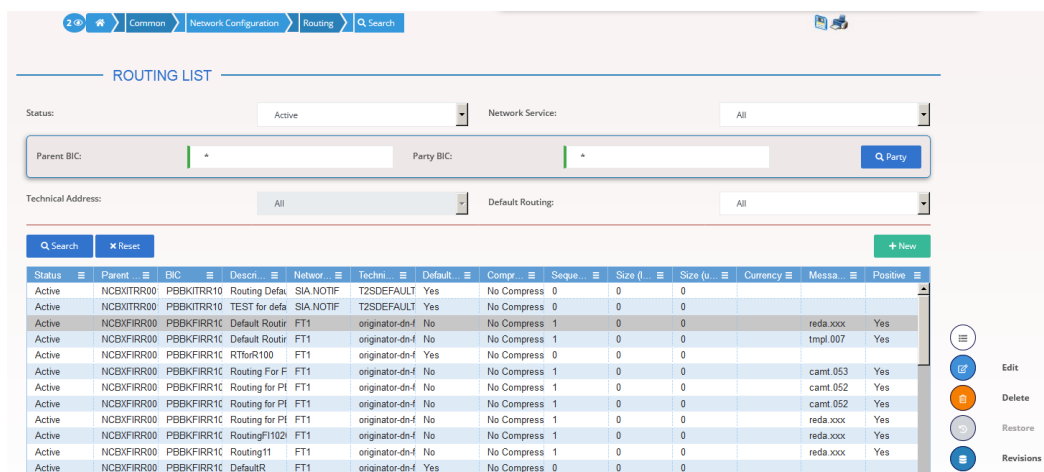 2 Common Network Configuration Routing Search
ROUTING LIST
Status: Active Network Service: All
Parent BIC: * Party BIC: * Party
Technical Address: All Default Routing: All
Search Reset New
Status Parent ... BIC Descri... Networ... Techni... Default... Compr... Seque... Size (l... Size (u... Currency Messa... Positive
Active NCBXITRR00 PBBKITRR10 Routing Defau SIA.NOTIF T2SDEFAULT Yes No Compress 0 0 0
Active NCBXITRR00 PBBKITRR10 TEST for defa SIA.NOTIF T2SDEFAULT Yes No Compress 0 0 0
Active NCBXFIRR00 PBBKFIRR10 Default Routin FT1 originator-dn-f No No Compress 1 0 0 reda.xxx Yes
Active NCBXFIRR00 PBBKFIRR10 Default Routin FT1 originator-dn-f No No Compress 1 0 0 tmpl.007 Yes
Active NCBXFIRR00 PBBKFIRR10 RTforR100 FT1 originator-dn-f Yes No Compress 0 0 0
Active NCBXFIRR00 PBBKFIRR10 Routing For F FT1 originator-dn-f No No Compress 1 0 0 camt.053 Yes
Active NCBXFIRR00 PBBKFIRR10 Routing for PE FT1 originator-dn-f No No Compress 1 0 0 camt.052 Yes
Active NCBXFIRR00 PBBKFIRR10 Routing for PE FT1 originator-dn-f No No Compress 1 0 0 camt.052 Yes
Active NCBXFIRR00 PBBKFIRR10 Routing for PE FT1 originator-dn-f No No Compress 1 0 0 reda.xxx Yes
Active NCBXFIRR00 PBBKFIRR10 RoutingFI102 FT1 originator-dn-f No No Compress 1 0 0 reda.xxx Yes
Active NCBXFIRR00 PBBKFIRR10 Routing11 FT1 originator-dn-f No No Compress 1 0 0 reda.xxx Yes
Active NCBXFIRR00 PBBKFIRR10 DefaultR FT1 originator-dn-f Yes No Compress 0 0 0
Edit
Delete
Restore
Revisions